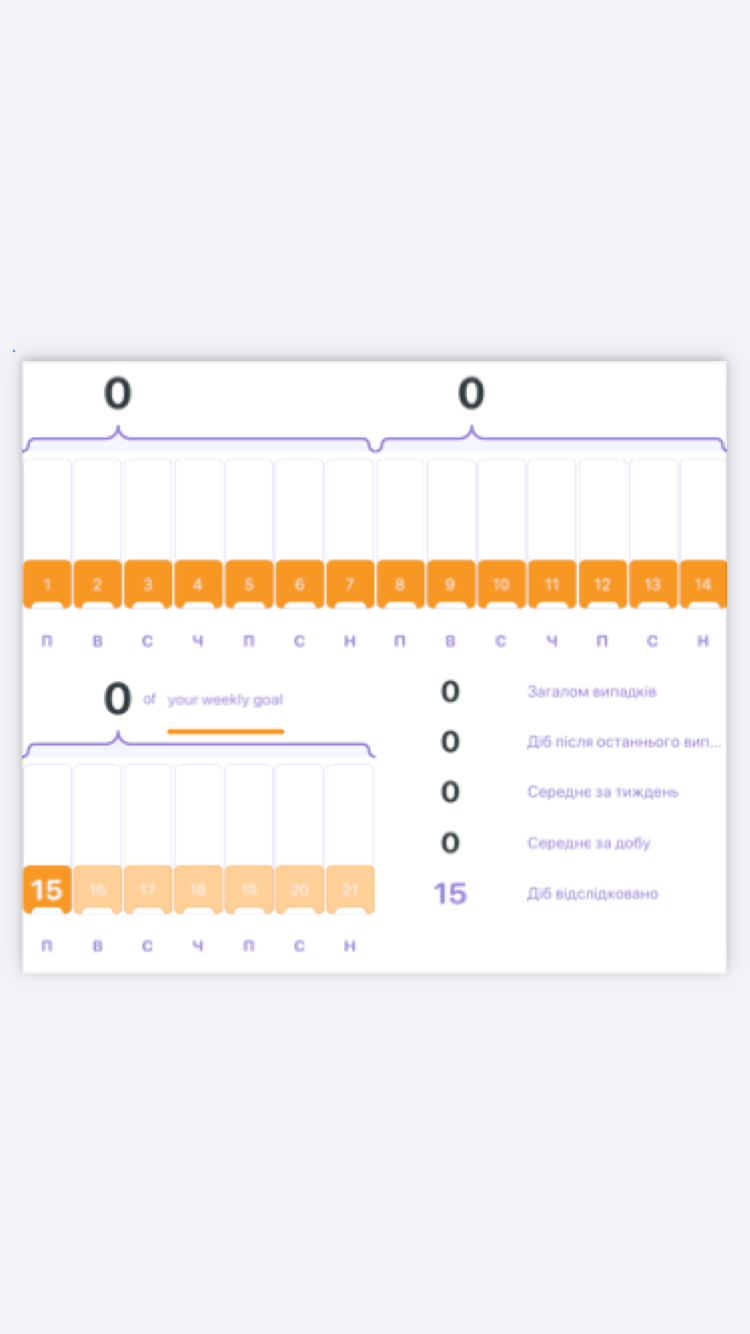 0 0
1 2 3 4 5 6 7 8 9 10 11 12 13 14
П В С Ч П С Н П В С Ч П С Н
0 of your weekly goal
15 16 17 18 19 20 21
П В С Ч П С Н
0 Загалом випадків
0 Діб після останнього вип...
0 Середнє за тиждень
0 Середнє за добу
15 Діб відслідковано